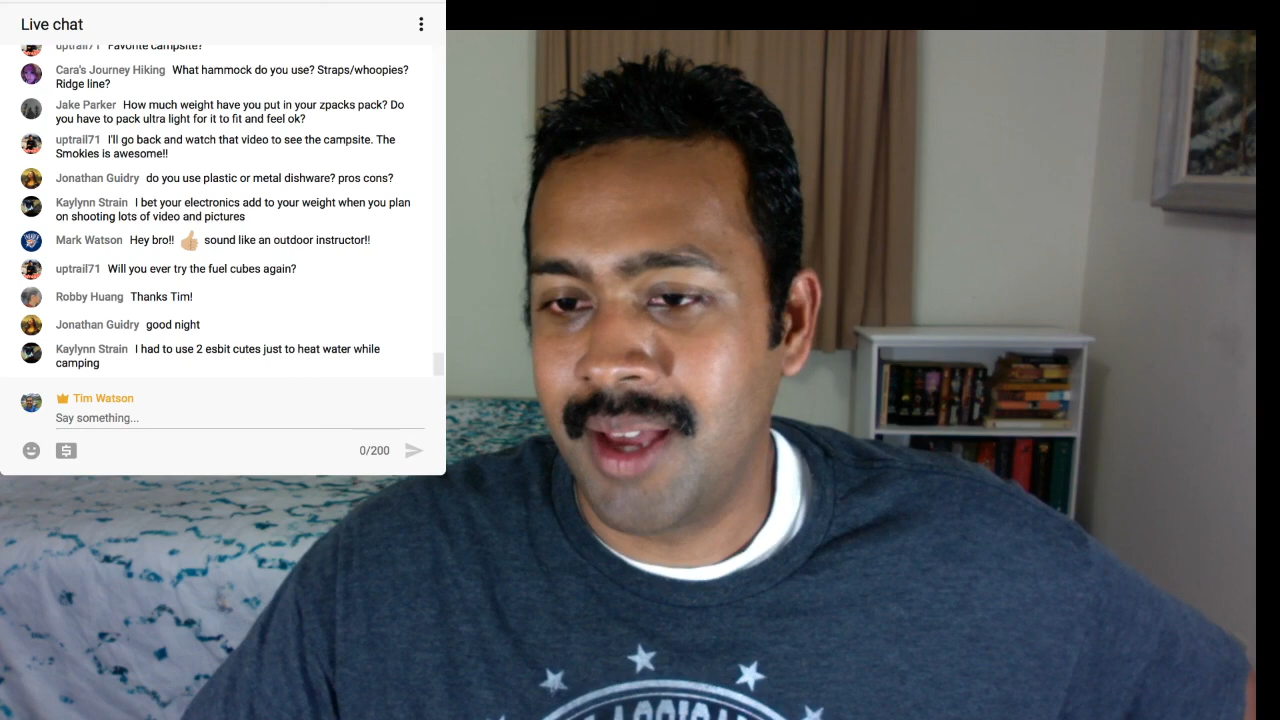 Live chat
uptrail71 Favorite campsite?
Cara's Journey Hiking What hammock do you use? Straps/whoopies?
Ridge line?
Jake Parker How much weight have you put in your zpacks pack? Do
you have to pack ultra light for it to fit and feel ok?
uptrail71 I'll go back and watch that video to see the campsite. The
Smokies is awesome!!
Jonathan Guidry do you use plastic or metal dishware? pros cons?
Kaylynn Strain I bet your electronics add to your weight when you plan
on shooting lots of video and pictures
Mark Watson Hey bro!! 👍🏼 sound like an outdoor instructor!!
uptrail71 Will you ever try the fuel cubes again?
Robby Huang Thanks Tim!
Jonathan Guidry good night
Kaylynn Strain I had to use 2 esbit cutes just to heat water while
camping
Tim Watson
Say something...
0/200